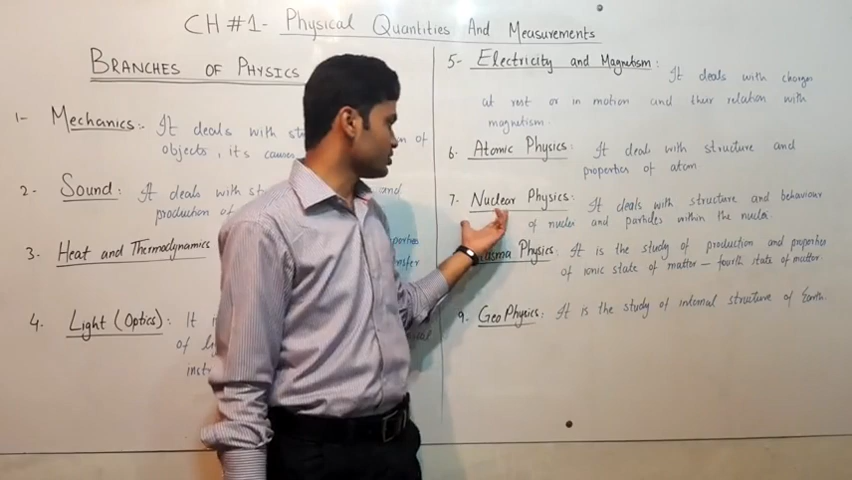 CH #1- Physical Quantities And Measurements
BRANCHES OF PHYSICS
1- Mechanics:- It deals with of
objects, its causes
2- Sound: It deals with and
production of
3. Heat and Thermodynamics
4. Light (Optics): It
of
5- Electricity and Magnetism: It deals with charges
at rest or in motion and their relation with
magnetism.
6. Atomic Physics: It deals with structure and
properties of atom
7. Nuclear Physics: It deals with structure and behaviour
of nuclei and particles within the nuclei.
Physics: It is the study of production and properties
of ionic state of matter – fourth state of matter.
9- GeoPhysics: It is the study of internal structure of Earth.